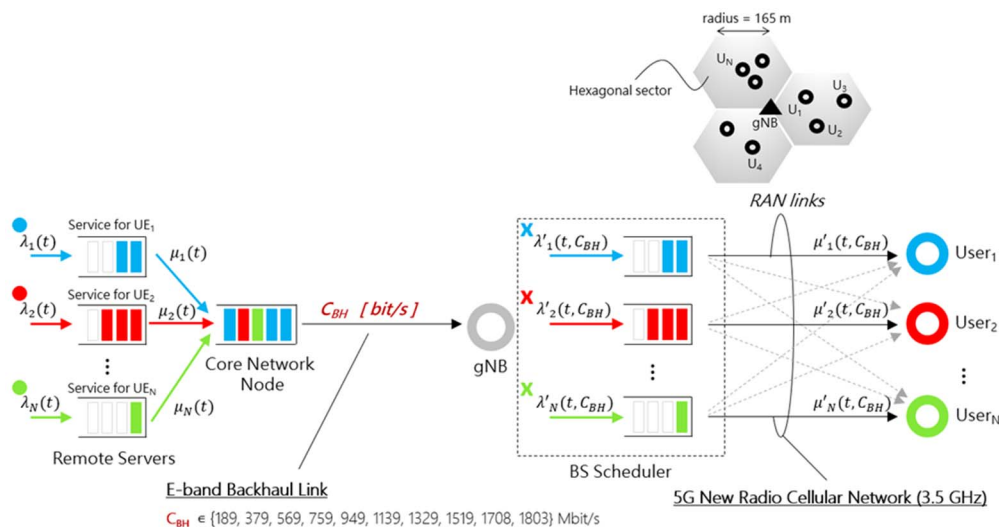 radius = 165 m
Hexagonal sector
U_N
U_1
U_3
gNB
U_2
U_4
RAN links
Service for UE_1
λ_1(t)
μ_1(t)
λ'_1(t, C_BH)
μ'_1(t, C_BH)
User_1
Service for UE_2
λ_2(t)
μ_2(t)
C_BH [ bit/s ]
λ'_2(t, C_BH)
μ'_2(t, C_BH)
User_2
Core Network
Node
gNB
Service for UE_N
λ_N(t)
μ_N(t)
λ'_N(t, C_BH)
μ'_N(t, C_BH)
User_N
Remote Servers
BS Scheduler
E-band Backhaul Link
5G New Radio Cellular Network (3.5 GHz)
C_BH ∈ {189, 379, 569, 759, 949, 1139, 1329, 1519, 1708, 1803} Mbit/s